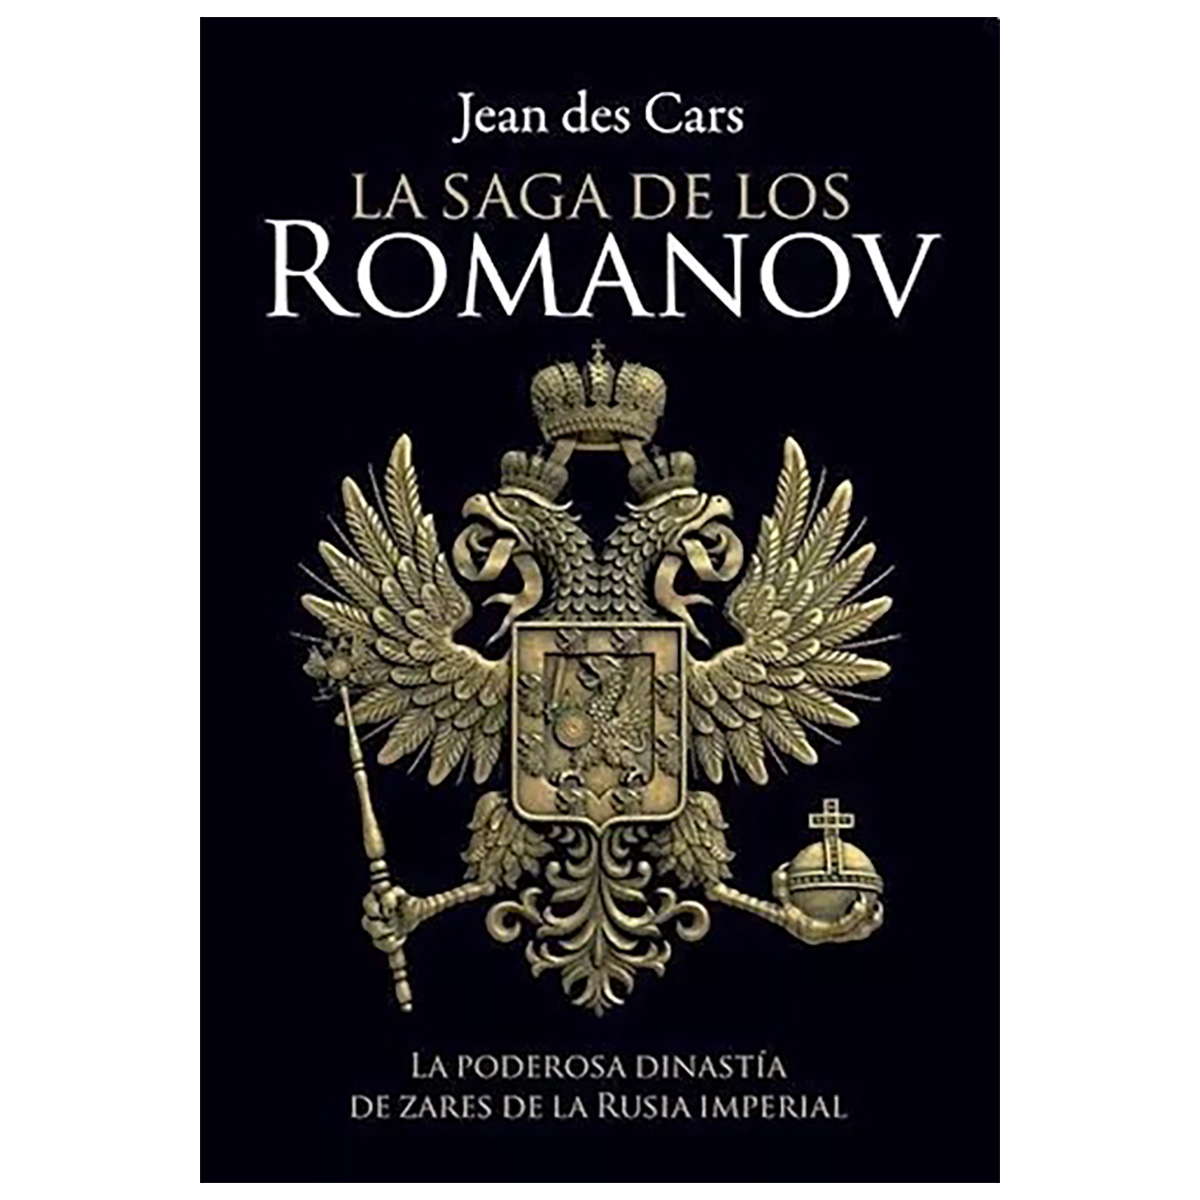 Jean des Cars
LA SAGA DE LOS
ROMANOV
LA PODEROSA DINASTÍA
DE ZARES DE LA RUSIA IMPERIAL